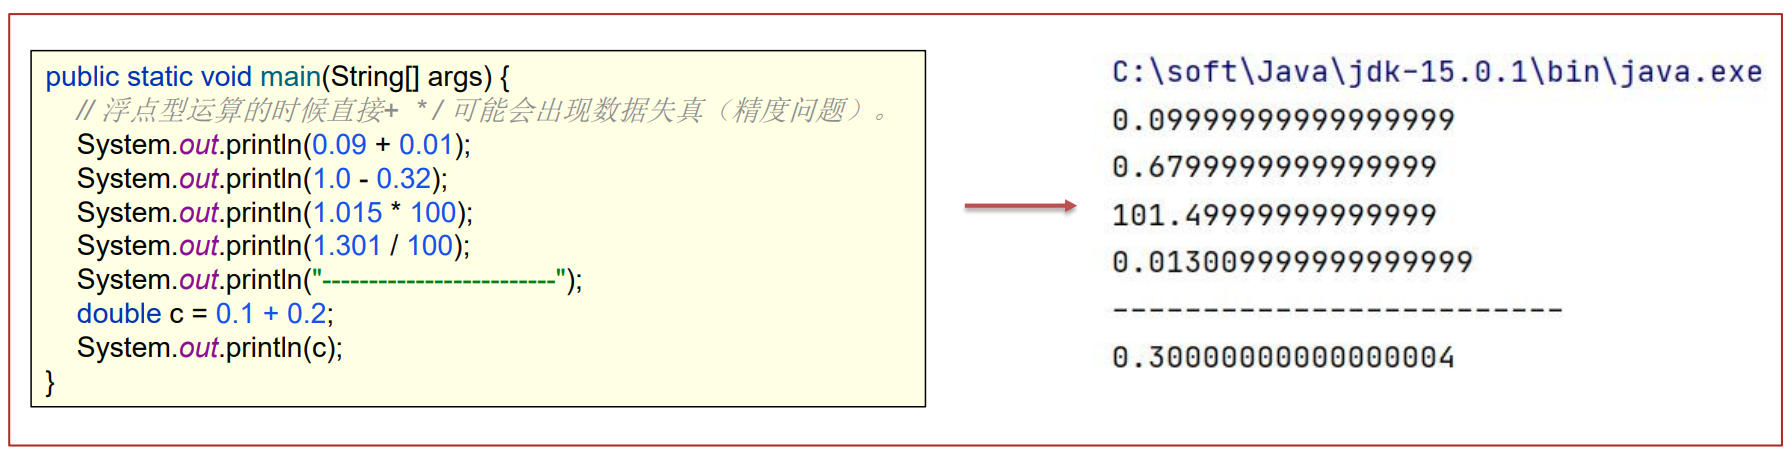 public static void main(String[] args) {
// 浮点型运算的时候直接+  * / 可能会出现数据失真（精度问题）。
System.out.println(0.09 + 0.01);
System.out.println(1.0 - 0.32);
System.out.println(1.015 * 100);
System.out.println(1.301 / 100);
System.out.println("-------------------------");
double c = 0.1 + 0.2;
System.out.println(c);
}
C:\soft\Java\jdk-15.0.1\bin\java.exe
0.09999999999999999
0.6799999999999999
101.49999999999999
0.013009999999999999
-------------------------
0.30000000000000004